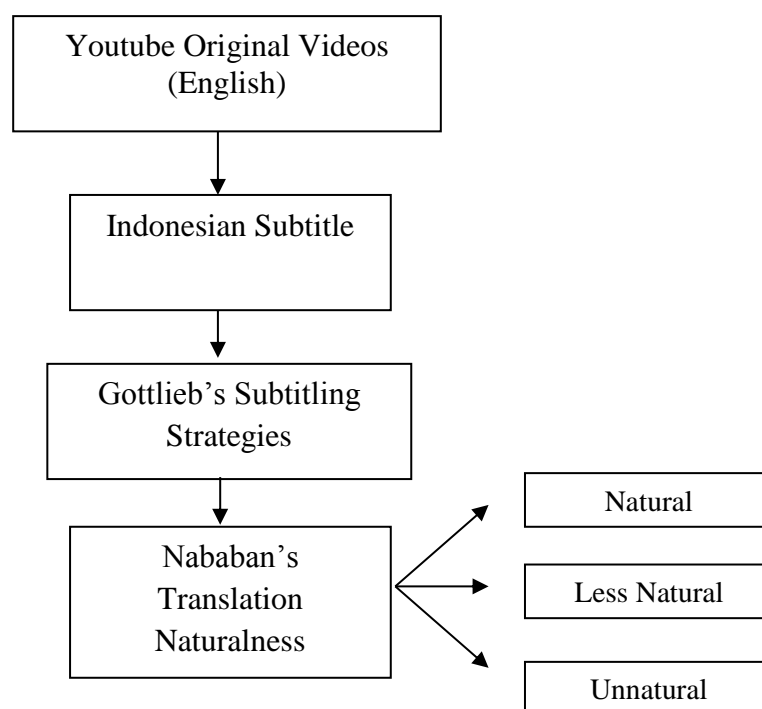 Youtube Original Videos
(English)
Indonesian Subtitle
Gottlieb’s Subtitling
Strategies
Nababan’s
Translation
Naturalness
Natural
Less Natural
Unnatural